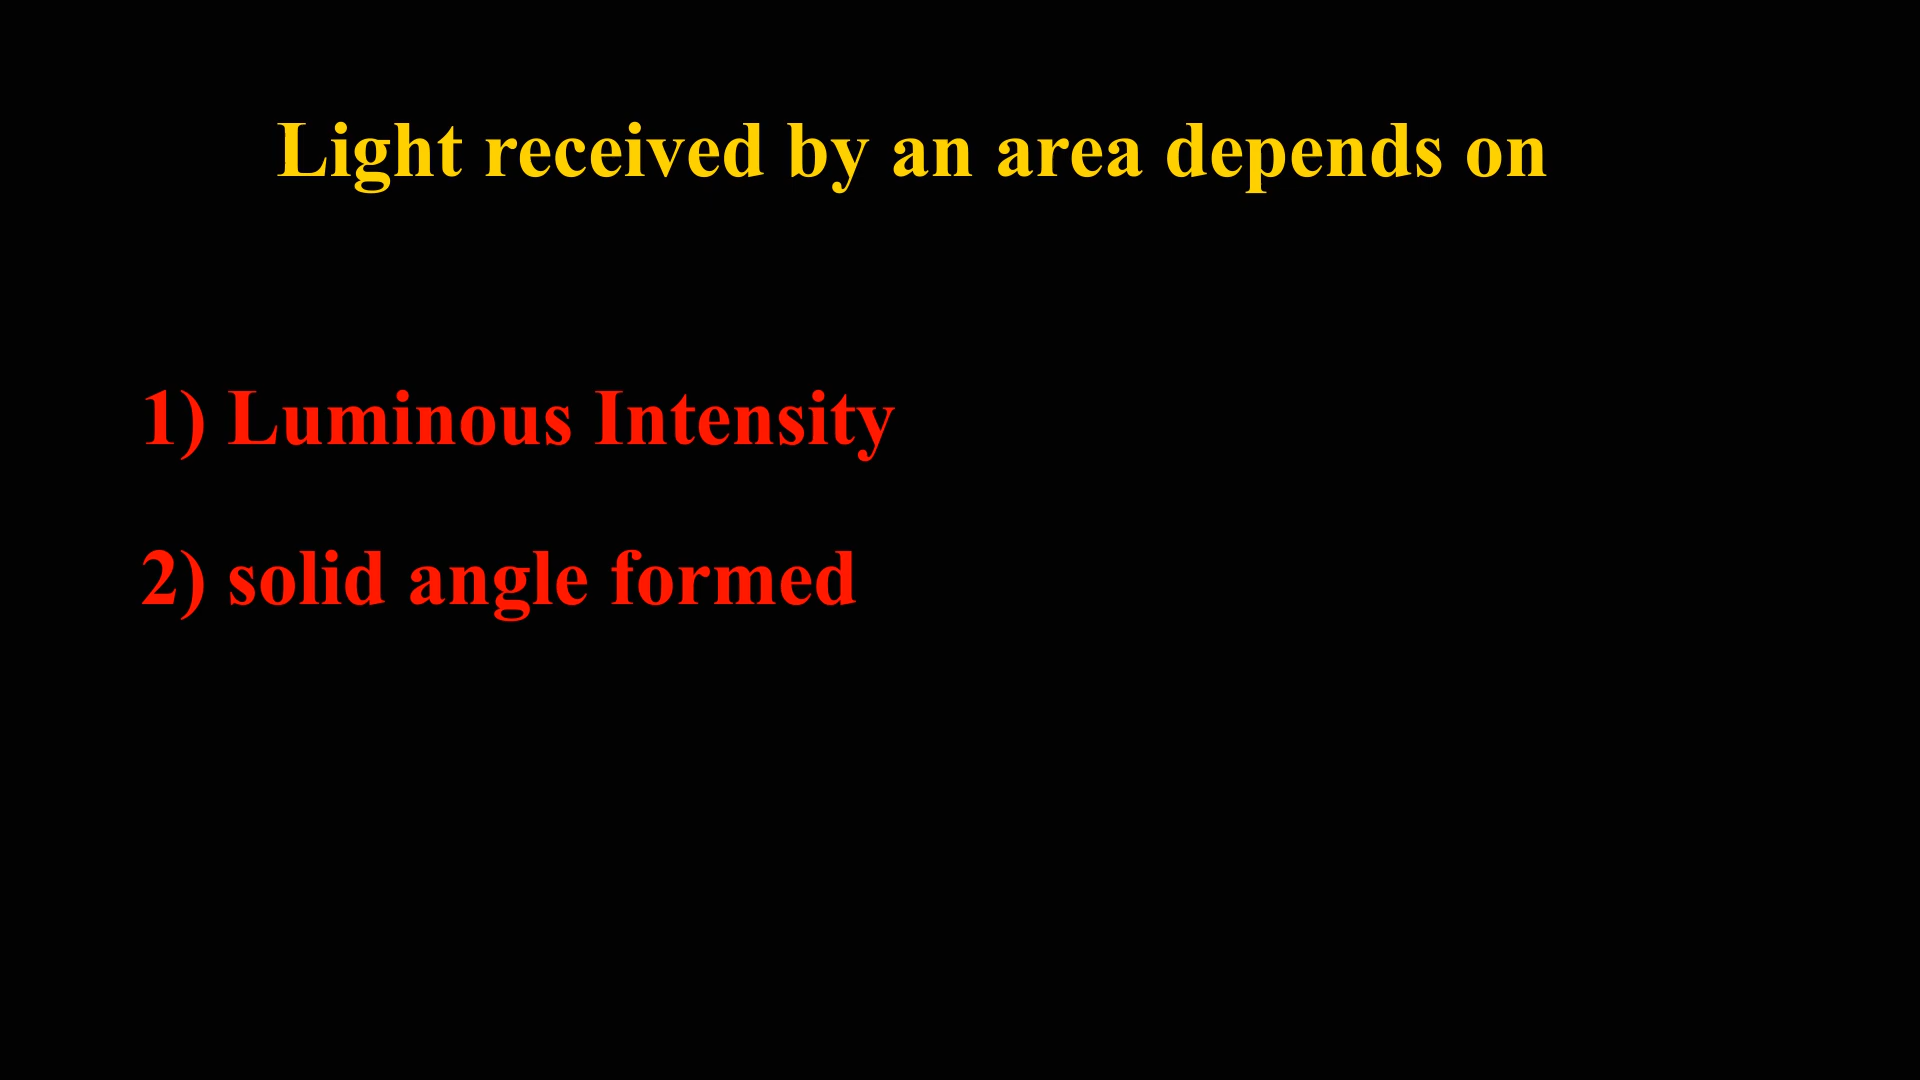 Light received by an area depends on
1) Luminous Intensity
2) solid angle formed